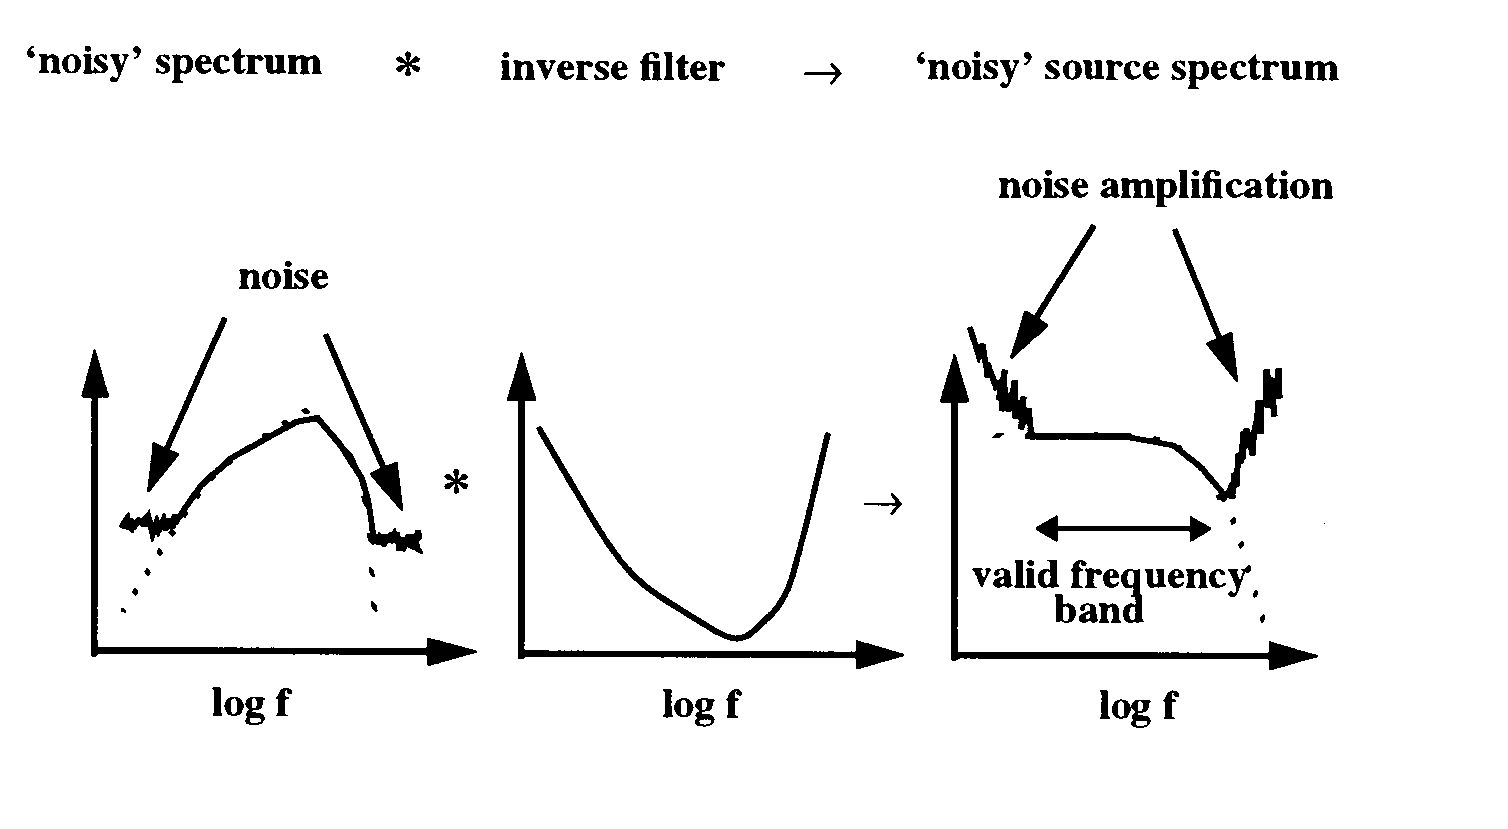 ‘noisy’ spectrum * inverse filter → ‘noisy’ source spectrum
noise amplification
noise
* →
valid frequency
band
log f log f log f